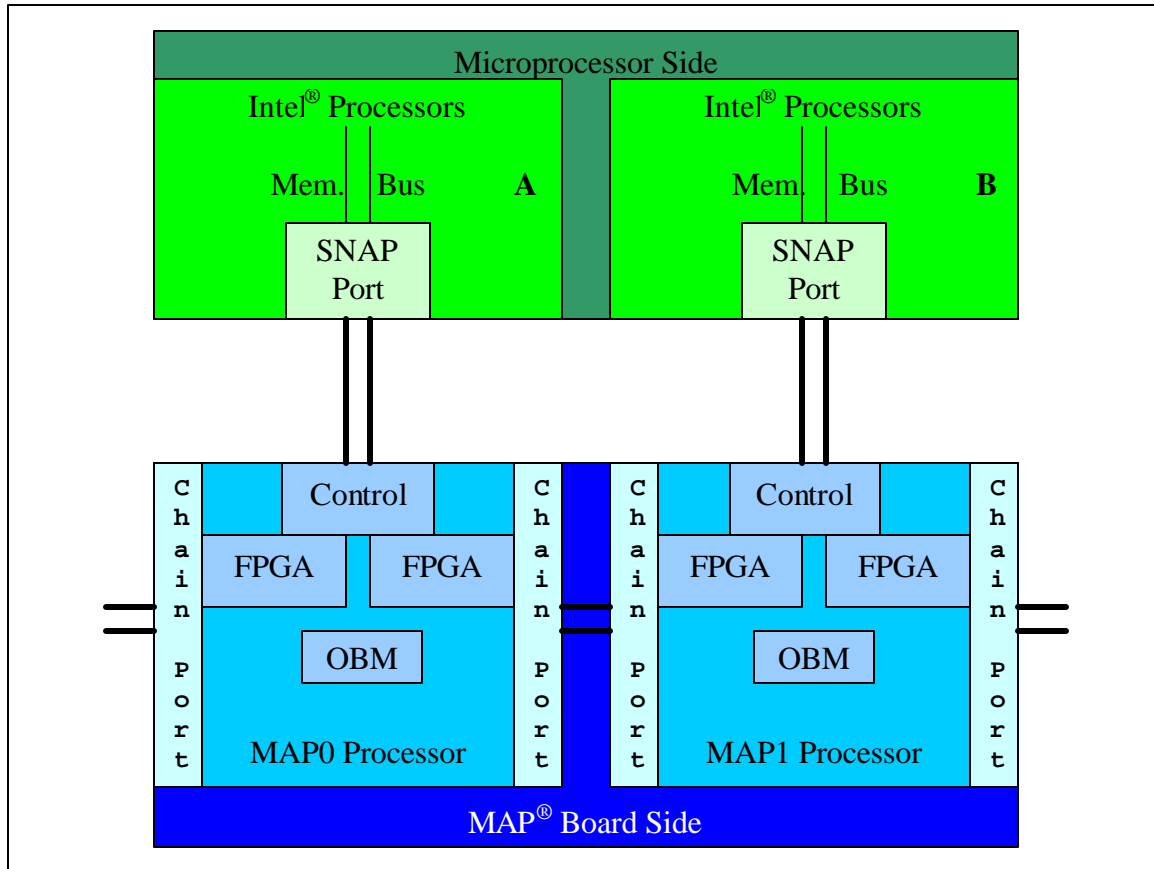 Microprocessor Side
Intel® Processors
Mem. Bus A
SNAP
Port
Intel® Processors
Mem. Bus B
SNAP
Port
Chain Port
Control
FPGA FPGA
OBM
MAP0 Processor
Chain Port
Chain Port
Control
FPGA FPGA
OBM
MAP1 Processor
Chain Port
MAP® Board Side